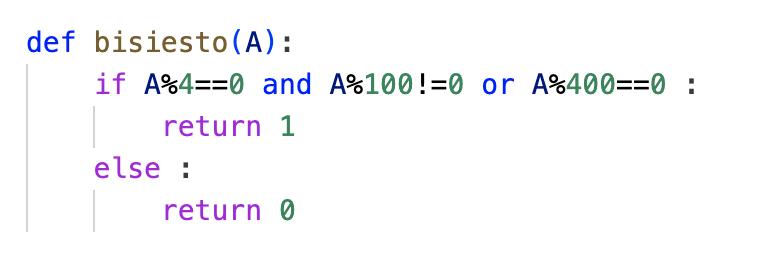 def bisiesto(A):
    if A%4==0 and A%100!=0 or A%400==0 :
        return 1
    else :
        return 0